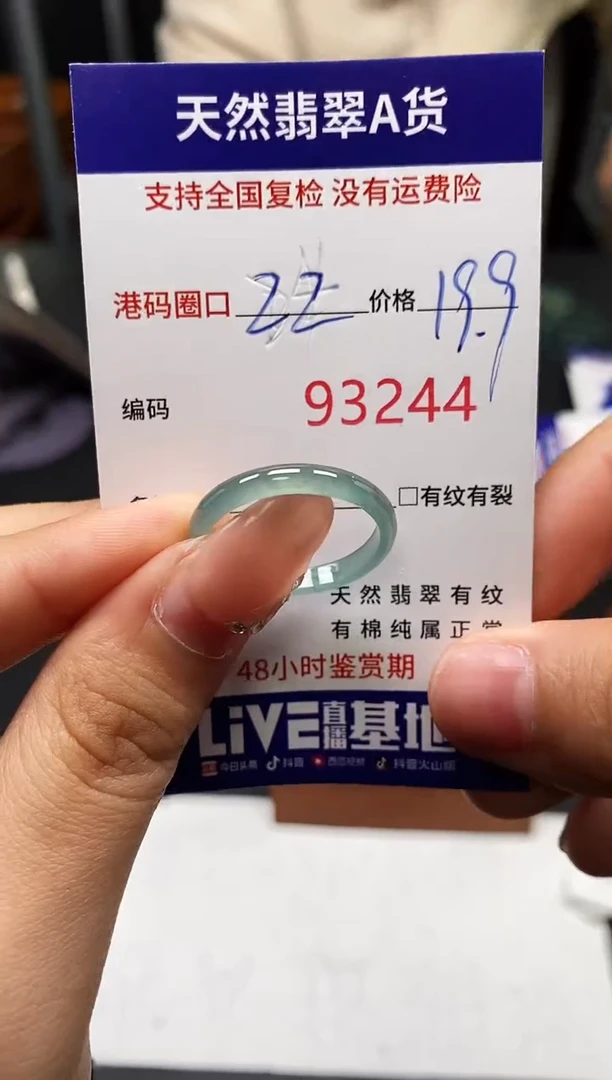 天然翡翠A货
支持全国复检 没有运费险
港码圈口 22 价格 19.9
编码 93244
□有纹有裂
天然翡翠有纹
有棉纯属正常
48小时鉴赏期
LiVE直播基地
今日头条 抖音 西瓜视频 抖音火山版